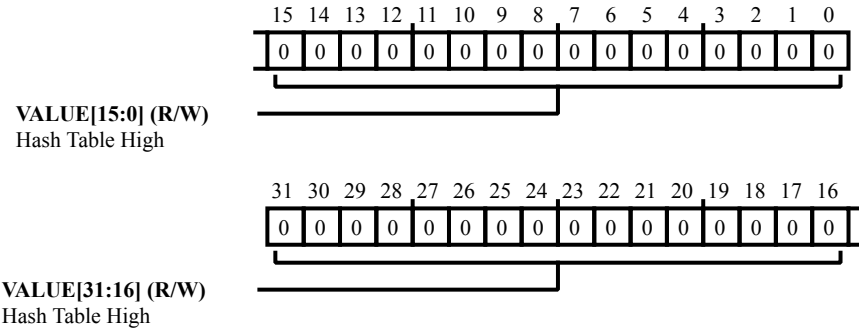 15 14 13 12 11 10 9 8 7 6 5 4 3 2 1 0
0 0 0 0 0 0 0 0 0 0 0 0 0 0 0 0
VALUE[15:0] (R/W)
Hash Table High
31 30 29 28 27 26 25 24 23 22 21 20 19 18 17 16
0 0 0 0 0 0 0 0 0 0 0 0 0 0 0 0
VALUE[31:16] (R/W)
Hash Table High